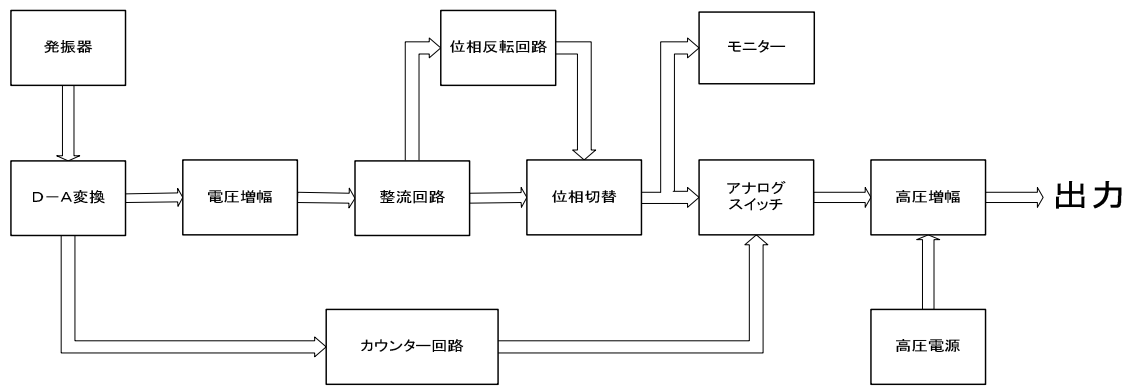 発振器
位相反転回路
モニター
D－A変換
電圧増幅
整流回路
位相切替
アナログ
スイッチ
高圧増幅
出力
カウンター回路
高圧電源